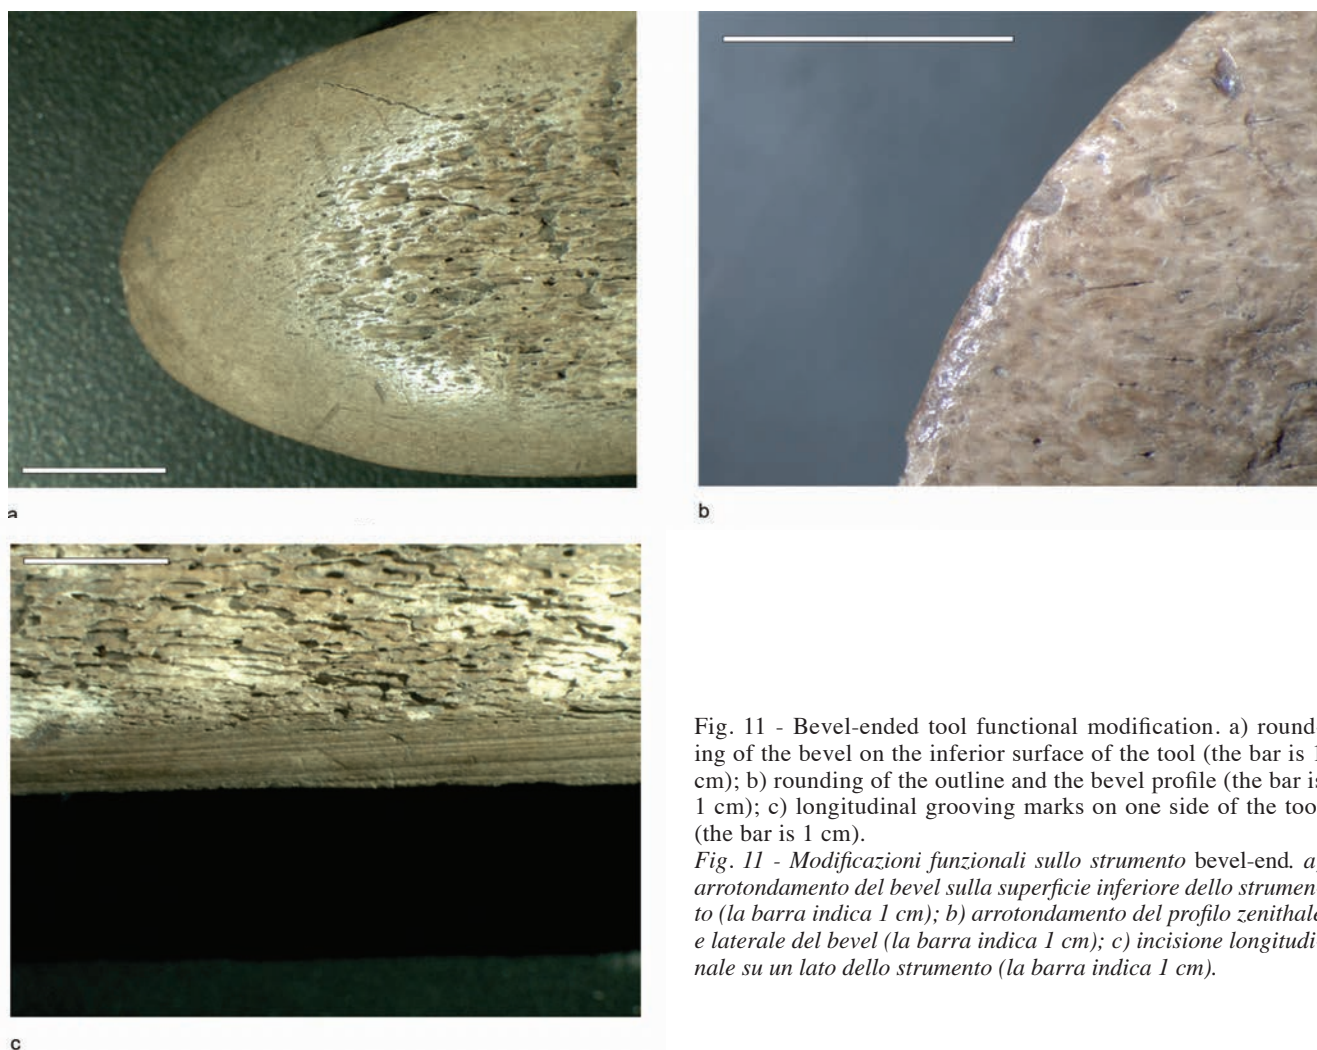 a
b
c
Fig. 11 - Bevel-ended tool functional modification. a) round-
ing of the bevel on the inferior surface of the tool (the bar is 1
cm); b) rounding of the outline and the bevel profile (the bar is
1 cm); c) longitudinal grooving marks on one side of the tool
(the bar is 1 cm).
Fig. 11 - Modificazioni funzionali sullo strumento bevel-end. a)
arrotondamento del bevel sulla superficie inferiore dello strumen-
to (la barra indica 1 cm); b) arrotondamento del profilo zenithale
e laterale del bevel (la barra indica 1 cm); c) incisione longitudi-
nale su un lato dello strumento (la barra indica 1 cm).